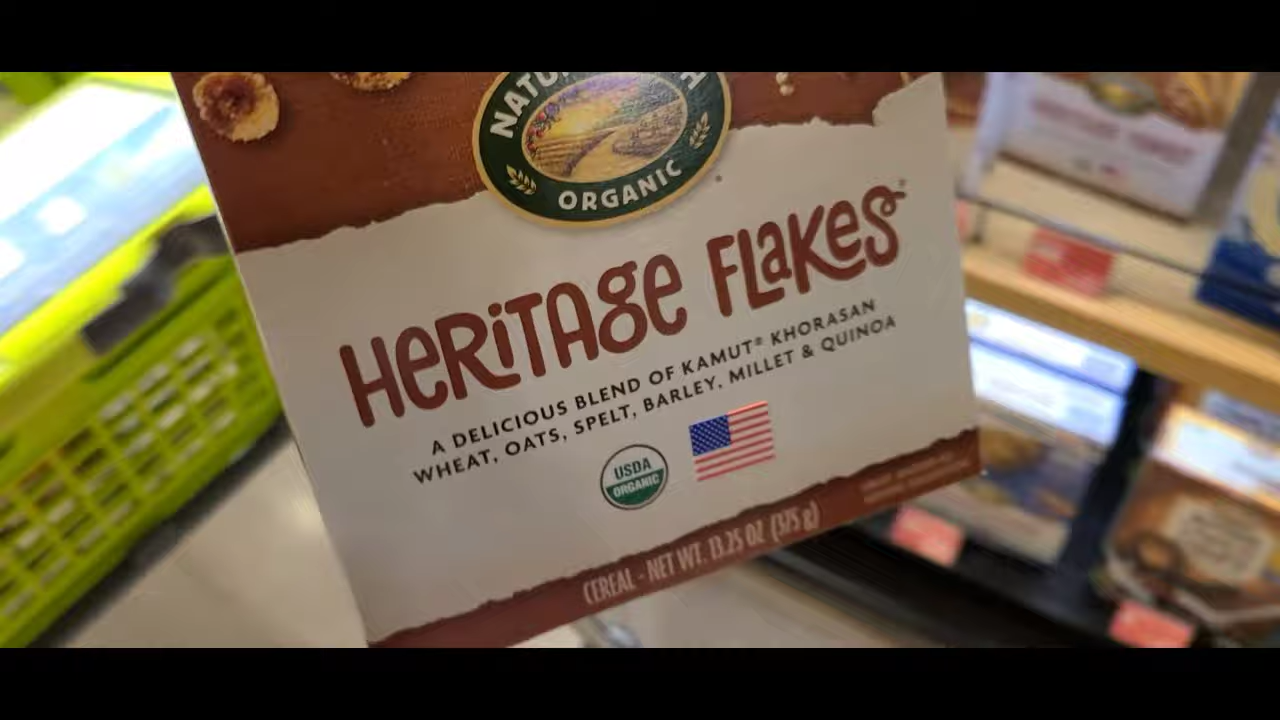 ORGANIC
HERITAGE FLAKES
A DELICIOUS BLEND OF KAMUT® KHORASAN
WHEAT, OATS, SPELT, BARLEY, MILLET & QUINOA
USDA
ORGANIC
CEREAL - NET WT. 13.25 OZ (375 g)